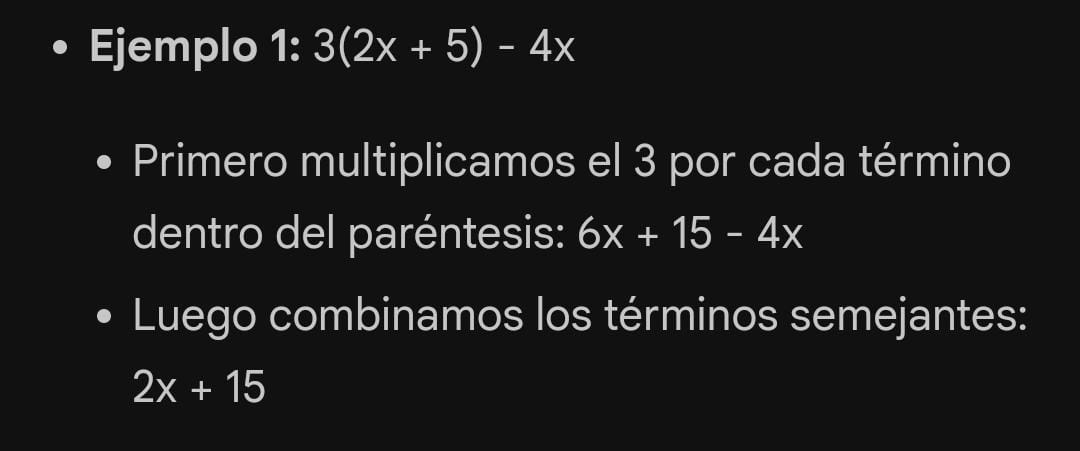 • Ejemplo 1: 3(2x + 5) - 4x
• Primero multiplicamos el 3 por cada término
dentro del paréntesis: 6x + 15 - 4x
• Luego combinamos los términos semejantes:
2x + 15